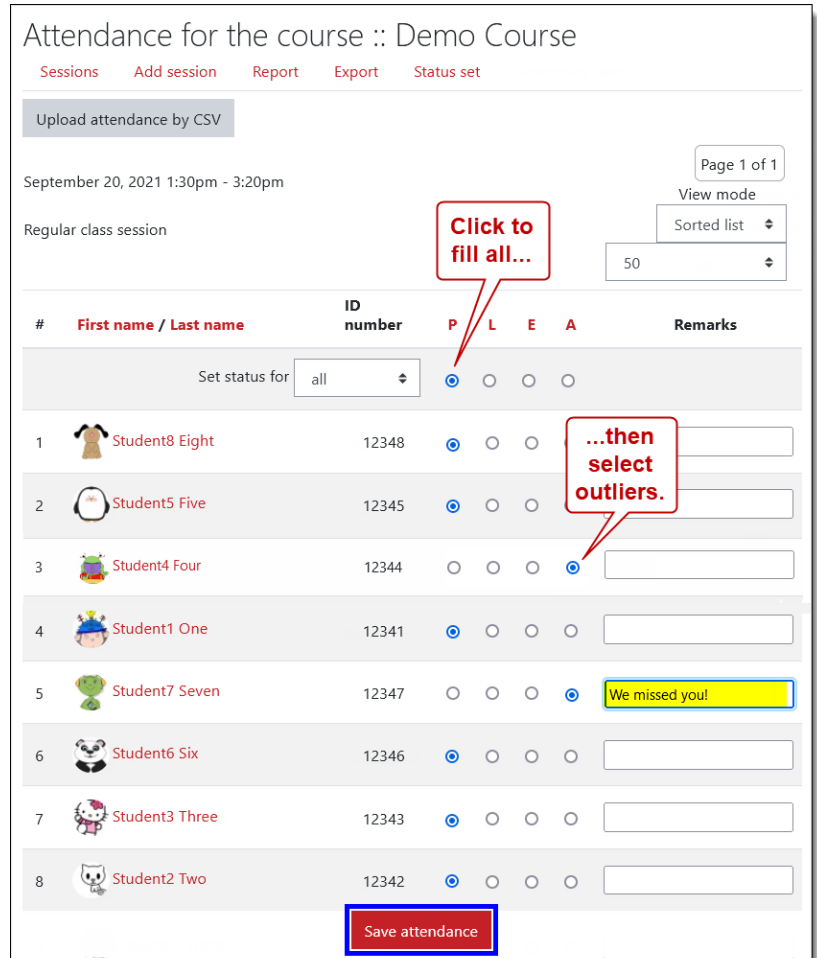 Attendance for the course :: Demo Course
Sessions Add session Report Export Status set
Upload attendance by CSV
Page 1 of 1
September 20, 2021 1:30pm - 3:20pm
View mode
Sorted list
Regular class session
Click to
fill all...
50
# First name / Last name ID number P L E A Remarks
Set status for all
1 Student8 Eight 12348
...then
select
outliers.
2 Student5 Five 12345
3 Student4 Four 12344
4 Student1 One 12341
5 Student7 Seven 12347 We missed you!
6 Student6 Six 12346
7 Student3 Three 12343
8 Student2 Two 12342
Save attendance